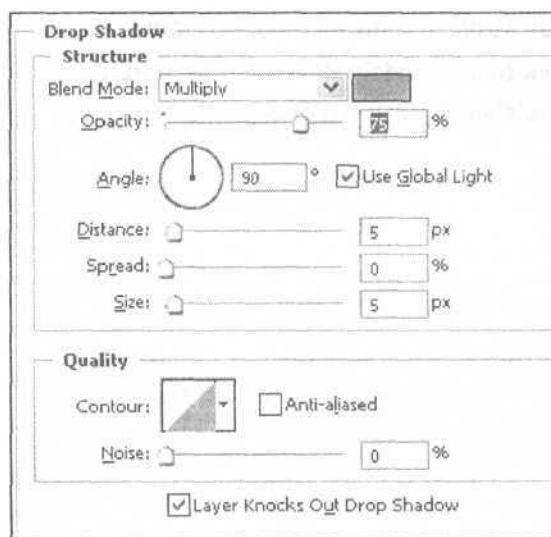 Drop Shadow
Structure
Blend Mode: Multiply
Opacity: 75 %
Angle: 90 ° Use Global Light
Distance: 5 px
Spread: 0 %
Size: 5 px
Quality
Contour: Anti-aliased
Noise: 0 %
Layer Knocks Out Drop Shadow